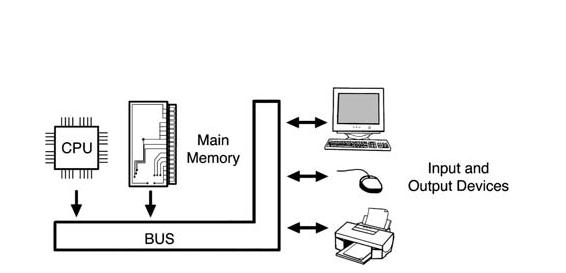 CPU
Main
Memory
Input and
Output Devices
BUS